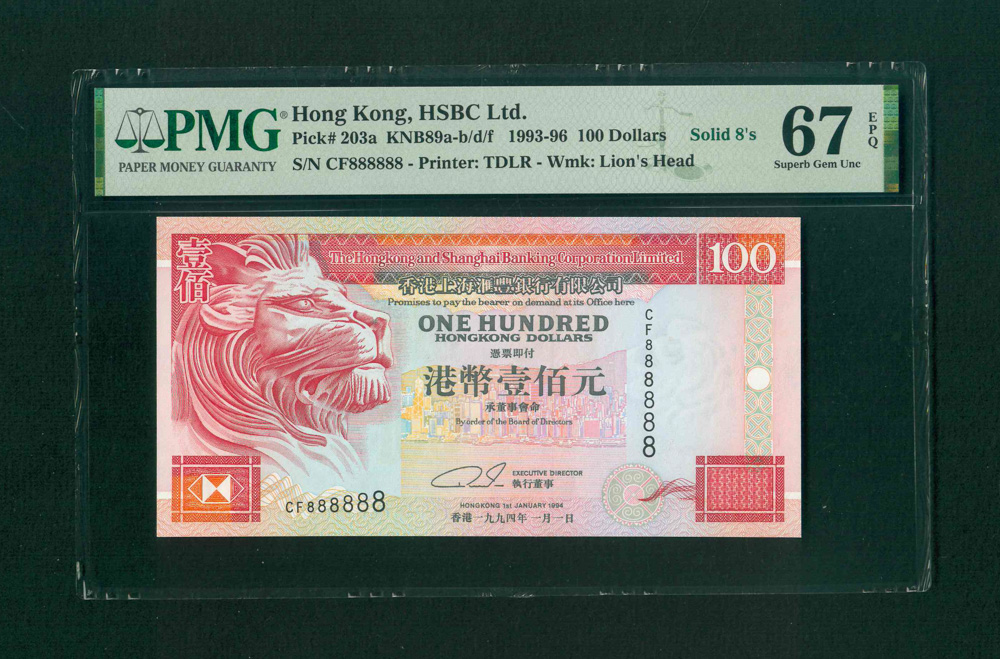 PMG®
PAPER MONEY GUARANTY
Hong Kong, HSBC Ltd.
Pick# 203a KNB89a-b/d/f 1993-96 100 Dollars Solid 8's
S/N CF888888 - Printer: TDLR - Wmk: Lion's Head
67
EPQ
Superb Gem Unc
壹佰
The Hongkong and Shanghai Banking Corporation Limited
100
香港上海滙豐銀行有限公司
Promises to pay the bearer on demand at its Office here
ONE HUNDRED
HONGKONG DOLLARS
憑票即付
港幣壹佰元
承董事會命
By order of the Board of Directors
CF888888
EXECUTIVE DIRECTOR
執行董事
CF888888
HONGKONG 1st JANUARY 1994
香港一九九四年一月一日